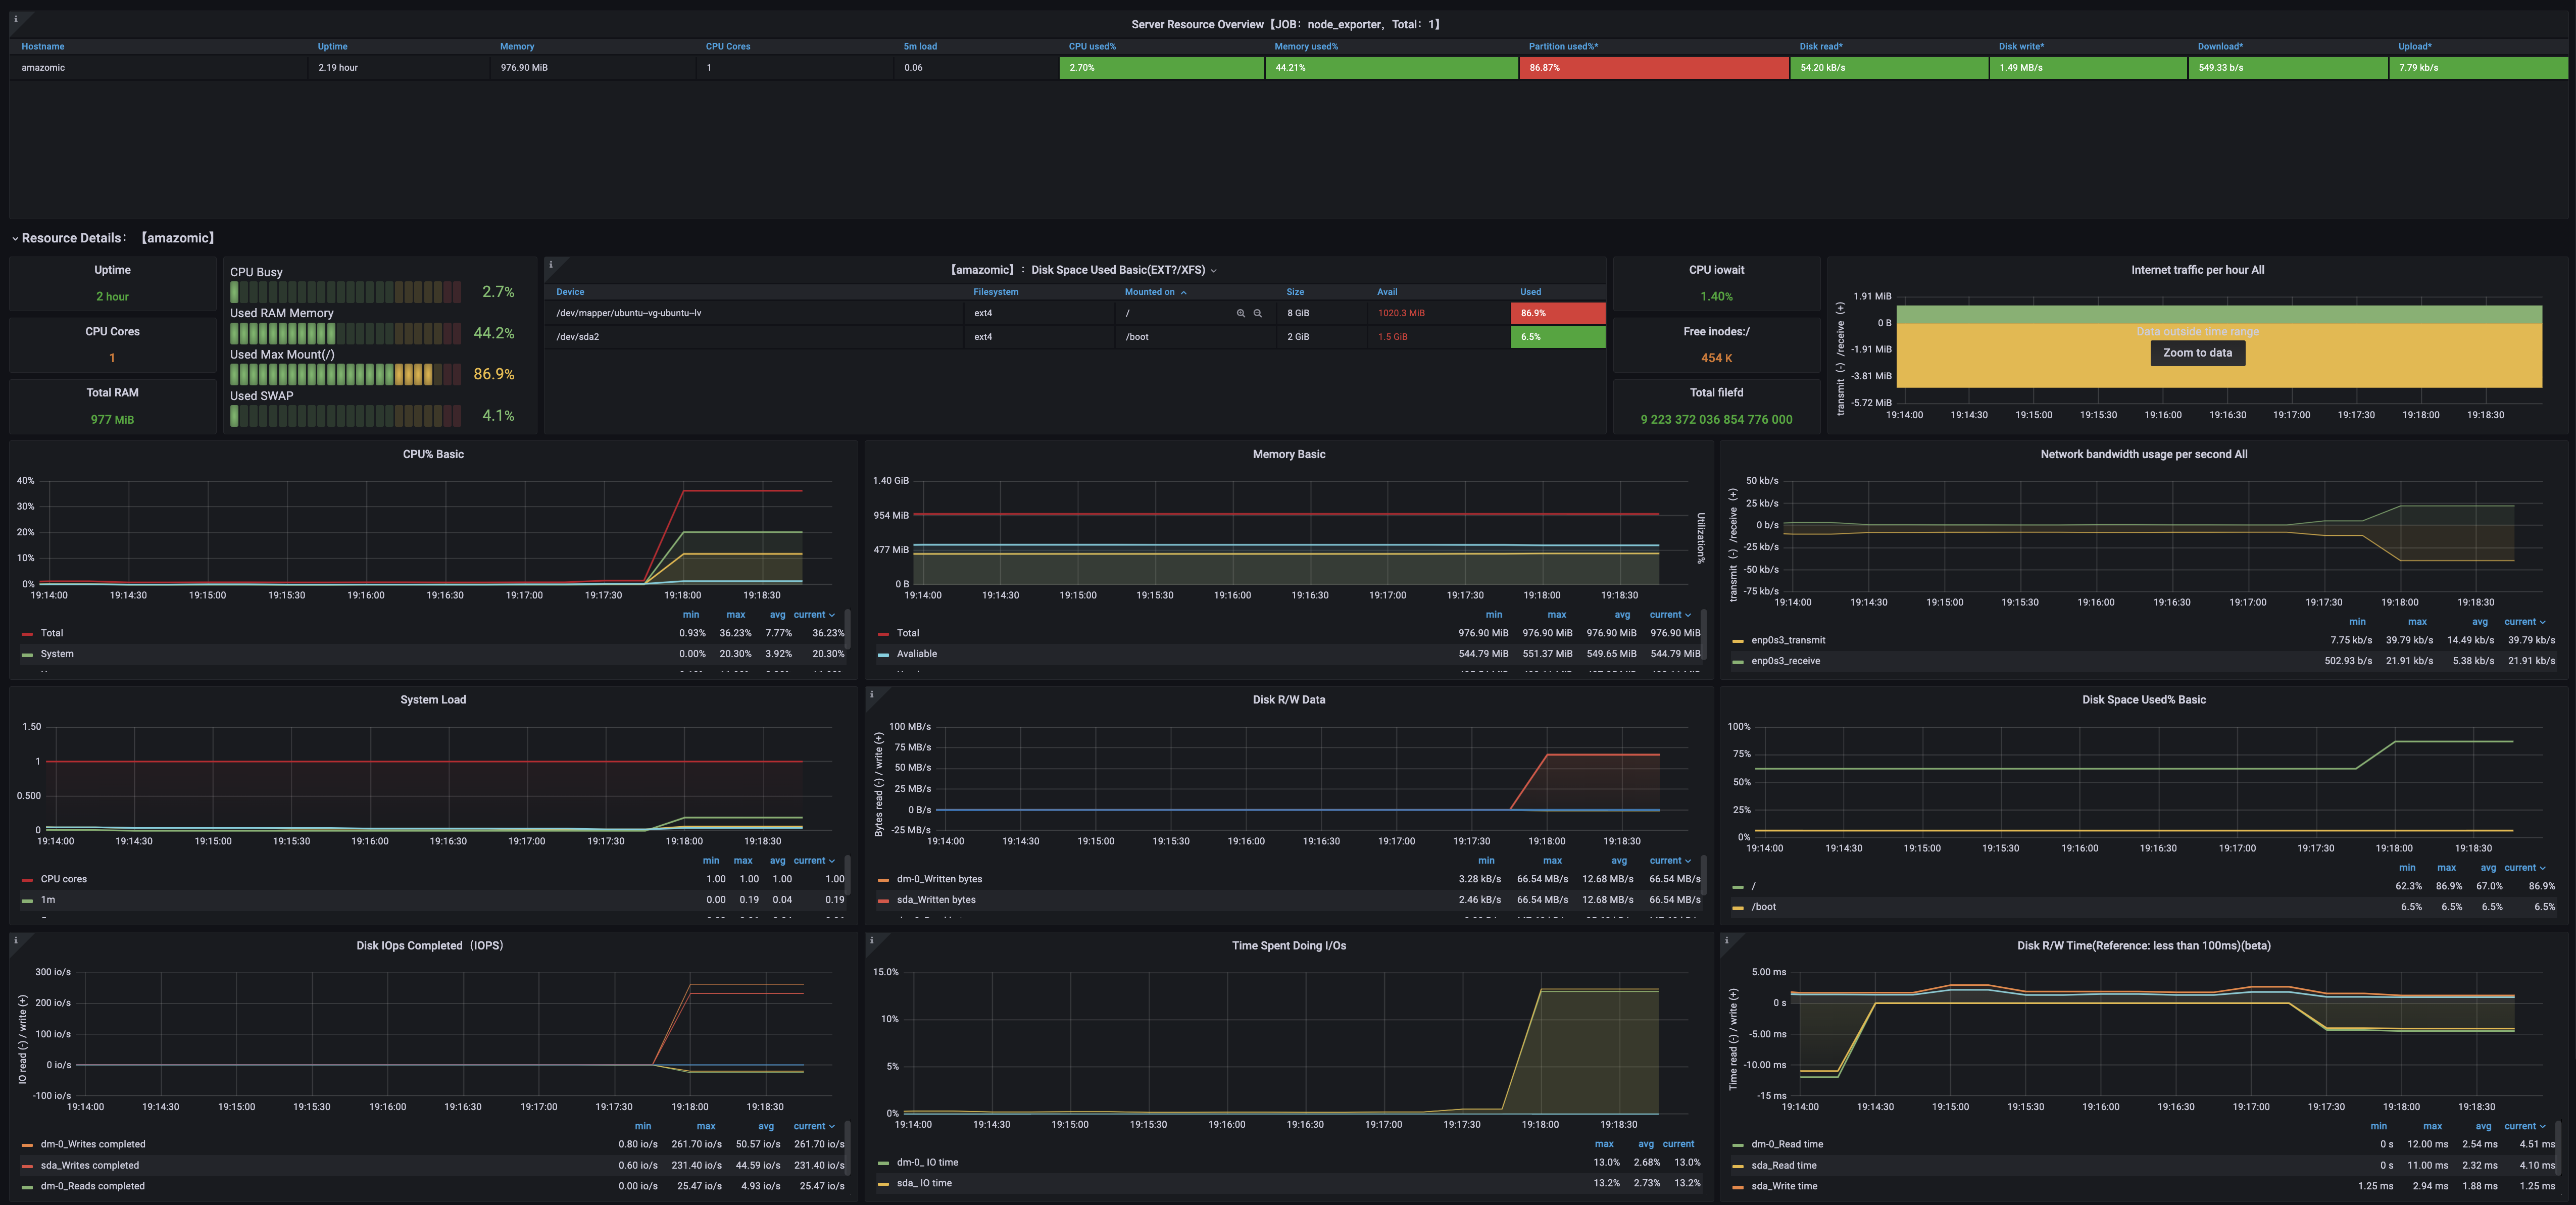 Server Resource Overview【JOB：node_exporter，Total：1】
Hostname Uptime Memory CPU Cores 5m load CPU used% Memory used% Partition used%* Disk read* Disk write* Download* Upload*
amazomic 2.19 hour 976.90 MiB 1 0.06 2.70% 44.21% 86.87% 54.20 kB/s 1.49 MB/s 549.33 b/s 7.79 kb/s
Resource Details：【amazomic】
Uptime
2 hour
CPU Cores
1
Total RAM
977 MiB
CPU Busy
2.7%
Used RAM Memory
44.2%
Used Max Mount(/)
86.9%
Used SWAP
4.1%
【amazomic】：Disk Space Used Basic(EXT?/XFS)
Device Filesystem Mounted on Size Avail Used
/dev/mapper/ubuntu--vg-ubuntu--lv ext4 / 8 GiB 1020.3 MiB 86.9%
/dev/sda2 ext4 /boot 2 GiB 1.5 GiB 6.5%
CPU iowait
1.40%
Free inodes:/
454 K
Total filefd
9 223 372 036 854 776 000
Internet traffic per hour All
transmit（-）/receive（+）
1.91 MiB
0 B
-1.91 MiB
-3.81 MiB
-5.72 MiB
Data outside time range
Zoom to data
19:14:00 19:14:30 19:15:00 19:15:30 19:16:00 19:16:30 19:17:00 19:17:30 19:18:00 19:18:30
CPU% Basic
40%
30%
20%
10%
0%
19:14:00 19:14:30 19:15:00 19:15:30 19:16:00 19:16:30 19:17:00 19:17:30 19:18:00 19:18:30
min max avg current
Total 0.93% 36.23% 7.77% 36.23%
System 0.00% 20.30% 3.92% 20.30%
Memory Basic
1.40 GiB
954 MiB
477 MiB
0 B
Utilization%
19:14:00 19:14:30 19:15:00 19:15:30 19:16:00 19:16:30 19:17:00 19:17:30 19:18:00 19:18:30
min max avg current
Total 976.90 MiB 976.90 MiB 976.90 MiB 976.90 MiB
Avaliable 544.79 MiB 551.37 MiB 549.65 MiB 544.79 MiB
Network bandwidth usage per second All
transmit（-）/receive（+）
50 kb/s
25 kb/s
0 b/s
-25 kb/s
-50 kb/s
-75 kb/s
19:14:00 19:14:30 19:15:00 19:15:30 19:16:00 19:16:30 19:17:00 19:17:30 19:18:00 19:18:30
min max avg current
enp0s3_transmit 7.75 kb/s 39.79 kb/s 14.49 kb/s 39.79 kb/s
enp0s3_receive 502.93 b/s 21.91 kb/s 5.38 kb/s 21.91 kb/s
System Load
1.50
1
0.500
0
19:14:00 19:14:30 19:15:00 19:15:30 19:16:00 19:16:30 19:17:00 19:17:30 19:18:00 19:18:30
min max avg current
CPU cores 1.00 1.00 1.00 1.00
1m 0.00 0.19 0.04 0.19
Disk R/W Data
Bytes read (-) / write (+)
100 MB/s
75 MB/s
50 MB/s
25 MB/s
0 B/s
-25 MB/s
19:14:00 19:14:30 19:15:00 19:15:30 19:16:00 19:16:30 19:17:00 19:17:30 19:18:00 19:18:30
min max avg current
dm-0_Written bytes 3.28 kB/s 66.54 MB/s 12.68 MB/s 66.54 MB/s
sda_Written bytes 2.46 kB/s 66.54 MB/s 12.68 MB/s 66.54 MB/s
Disk Space Used% Basic
100%
75%
50%
25%
0%
19:14:00 19:14:30 19:15:00 19:15:30 19:16:00 19:16:30 19:17:00 19:17:30 19:18:00 19:18:30
min max avg current
/ 62.3% 86.9% 67.0% 86.9%
/boot 6.5% 6.5% 6.5% 6.5%
Disk IOps Completed（IOPS）
IO read (-) / write (+)
300 io/s
200 io/s
100 io/s
0 io/s
-100 io/s
19:14:00 19:14:30 19:15:00 19:15:30 19:16:00 19:16:30 19:17:00 19:17:30 19:18:00 19:18:30
min max avg current
dm-0_Writes completed 0.80 io/s 261.70 io/s 50.57 io/s 261.70 io/s
sda_Writes completed 0.60 io/s 231.40 io/s 44.59 io/s 231.40 io/s
dm-0_Reads completed 0.00 io/s 25.47 io/s 4.93 io/s 25.47 io/s
Time Spent Doing I/Os
15.0%
10%
5%
0%
19:14:00 19:14:30 19:15:00 19:15:30 19:16:00 19:16:30 19:17:00 19:17:30 19:18:00 19:18:30
max avg current
dm-0_ IO time 13.0% 2.68% 13.0%
sda_ IO time 13.2% 2.73% 13.2%
Disk R/W Time(Reference: less than 100ms)(beta)
Time read (-) / write (+)
5.00 ms
0 s
-5.00 ms
-10.00 ms
-15 ms
19:14:00 19:14:30 19:15:00 19:15:30 19:16:00 19:16:30 19:17:00 19:17:30 19:18:00 19:18:30
min max avg current
dm-0_Read time 0 s 12.00 ms 2.54 ms 4.51 ms
sda_Read time 0 s 11.00 ms 2.32 ms 4.10 ms
sda_Write time 1.25 ms 2.94 ms 1.88 ms 1.25 ms